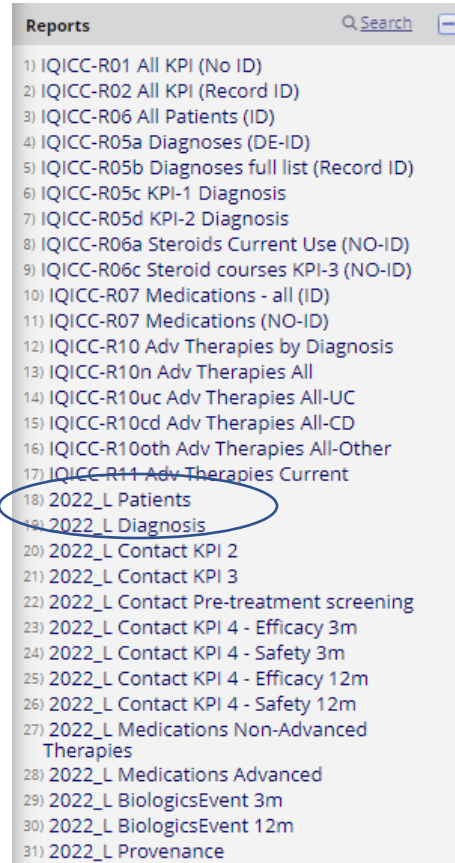 Reports Search
1) IQICC-R01 All KPI (No ID)
2) IQICC-R02 All KPI (Record ID)
3) IQICC-R06 All Patients (ID)
4) IQICC-R05a Diagnoses (DE-ID)
5) IQICC-R05b Diagnoses full list (Record ID)
6) IQICC-R05c KPI-1 Diagnosis
7) IQICC-R05d KPI-2 Diagnosis
8) IQICC-R06a Steroids Current Use (NO-ID)
9) IQICC-R06c Steroid courses KPI-3 (NO-ID)
10) IQICC-R07 Medications - all (ID)
11) IQICC-R07 Medications (NO-ID)
12) IQICC-R10 Adv Therapies by Diagnosis
13) IQICC-R10n Adv Therapies All
14) IQICC-R10uc Adv Therapies All-UC
15) IQICC-R10cd Adv Therapies All-CD
16) IQICC-R10oth Adv Therapies All-Other
17) IQICC-R11 Adv Therapies Current
18) 2022_L Patients
19) 2022_L Diagnosis
20) 2022_L Contact KPI 2
21) 2022_L Contact KPI 3
22) 2022_L Contact Pre-treatment screening
23) 2022_L Contact KPI 4 - Efficacy 3m
24) 2022_L Contact KPI 4 - Safety 3m
25) 2022_L Contact KPI 4 - Efficacy 12m
26) 2022_L Contact KPI 4 - Safety 12m
27) 2022_L Medications Non-Advanced
Therapies
28) 2022_L Medications Advanced
29) 2022_L BiologicsEvent 3m
30) 2022_L BiologicsEvent 12m
31) 2022_L Provenance